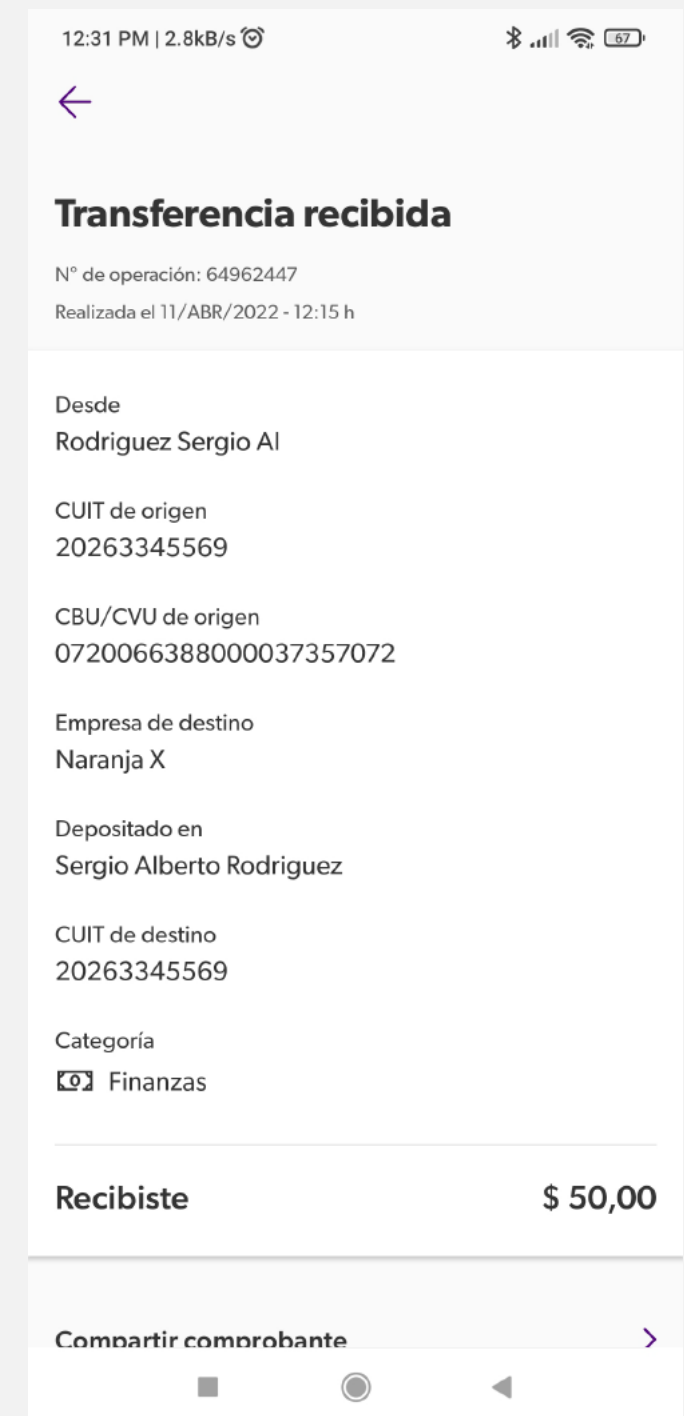 12:31 PM | 2.8kB/s
67
Transferencia recibida
N° de operación: 64962447
Realizada el 11/ABR/2022 - 12:15 h
Desde
Rodriguez Sergio Al
CUIT de origen
20263345569
CBU/CVU de origen
0720066388000037357072
Empresa de destino
Naranja X
Depositado en
Sergio Alberto Rodriguez
CUIT de destino
20263345569
Categoría
Finanzas
Recibiste $ 50,00
Compartir comprobante